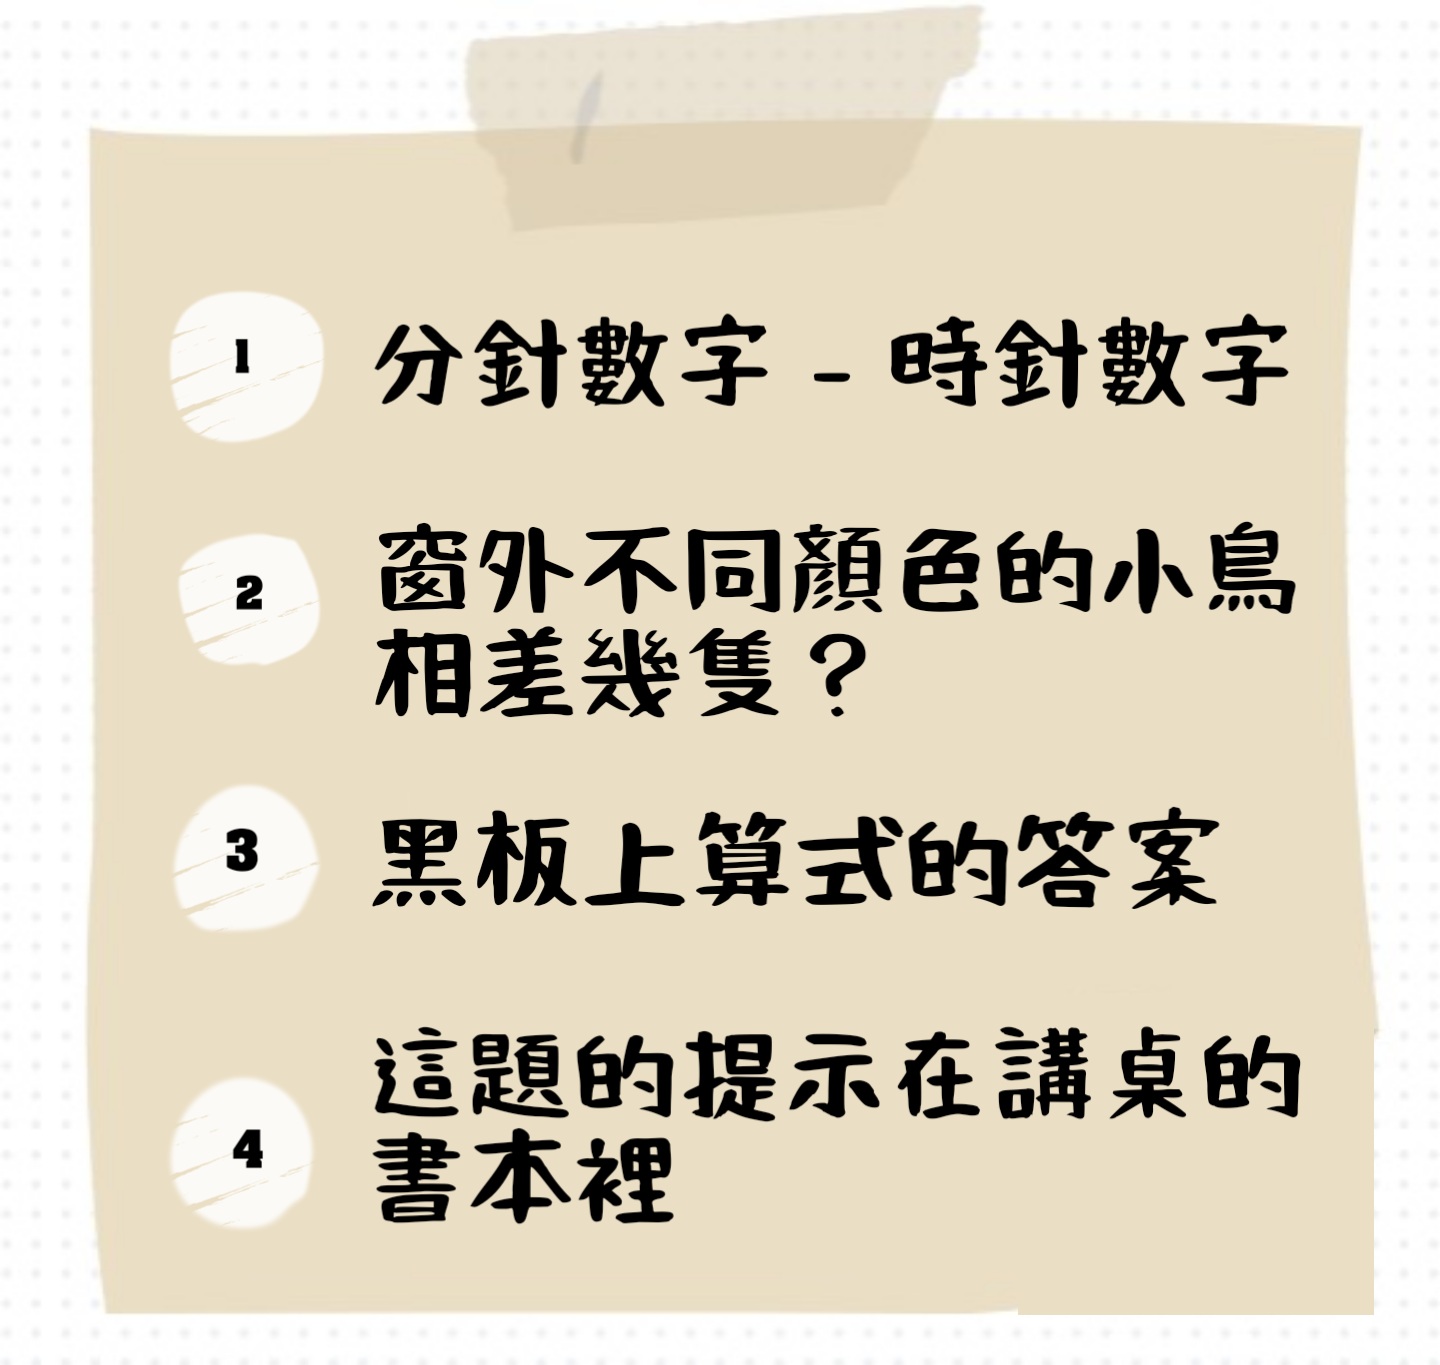 1
分針數字 - 時針數字
2
窗外不同顏色的小鳥
相差幾隻？
3
黑板上算式的答案
4
這題的提示在講桌的
書本裡